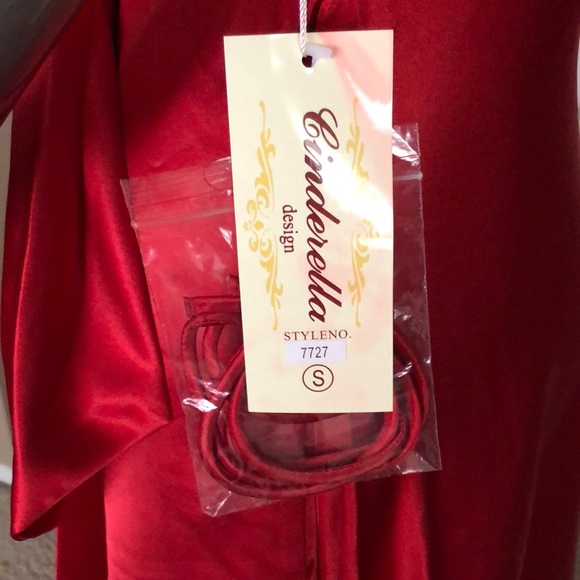 Cinderella
design
STYLENO.
7727
S